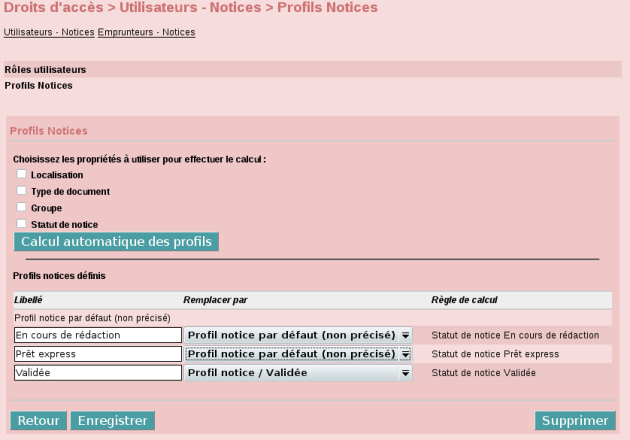 Droits d'accès > Utilisateurs - Notices > Profils Notices
Utilisateurs - Notices Emprunteurs - Notices
Rôles utilisateurs
Profils Notices
Profils Notices
Choisissez les propriétés à utiliser pour effectuer le calcul :
Localisation
Type de document
Groupe
Statut de notice
Calcul automatique des profils
Profils notices définis
Libellé Remplacer par Règle de calcul
Profil notice par défaut (non précisé)
En cours de rédaction Profil notice par défaut (non précisé) Statut de notice En cours de rédaction
Prêt express Profil notice par défaut (non précisé) Statut de notice Prêt express
Validée Profil notice / Validée Statut de notice Validée
Retour Enregistrer Supprimer